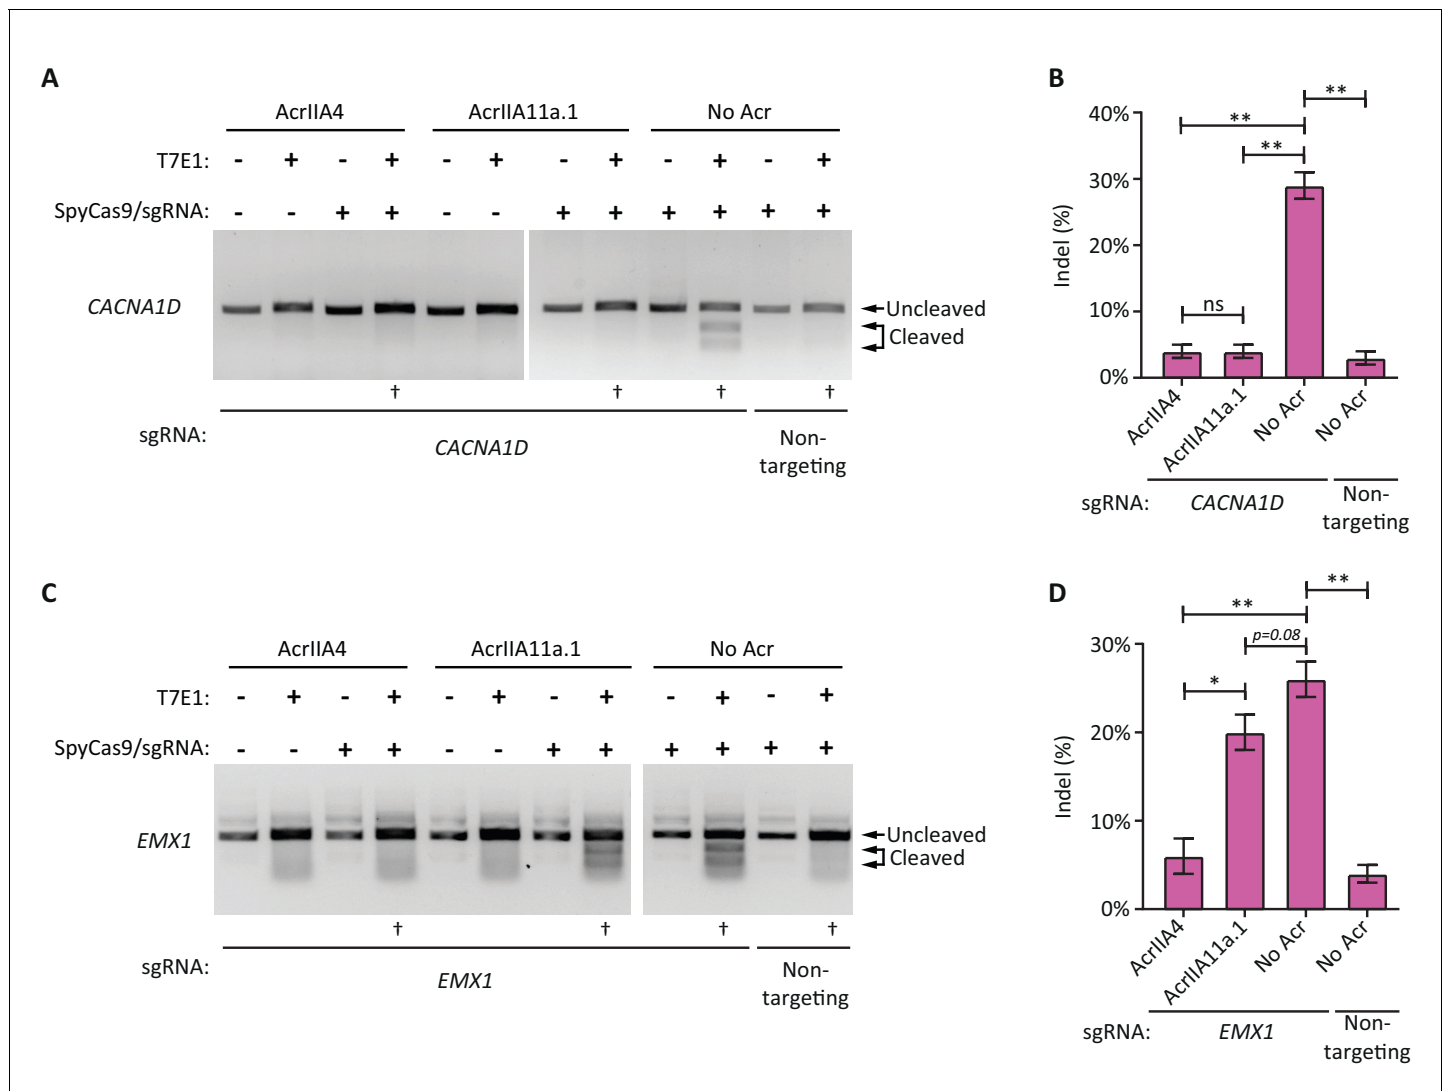 A
AcrIIA4 AcrIIA11a.1 No Acr
T7E1: - + - + - + - + - + - +
SpyCas9/sgRNA: - - + + - - + + + + + +
CACNA1D
Uncleaved
Cleaved
† † † †
sgRNA: CACNA1D Non-
targeting
B
** 
**
**
ns
Indel (%)
40%
30%
20%
10%
0%
AcrIIA4 AcrIIA11a.1 No Acr No Acr
sgRNA: CACNA1D Non-
targeting
C
AcrIIA4 AcrIIA11a.1 No Acr
T7E1: - + - + - + - + - + - +
SpyCas9/sgRNA: - - + + - - + + + + + +
EMX1
Uncleaved
Cleaved
† † † †
sgRNA: EMX1 Non-
targeting
D
**
**
p=0.08
*
Indel (%)
30%
20%
10%
0%
AcrIIA4 AcrIIA11a.1 No Acr No Acr
sgRNA: EMX1 Non-
targeting